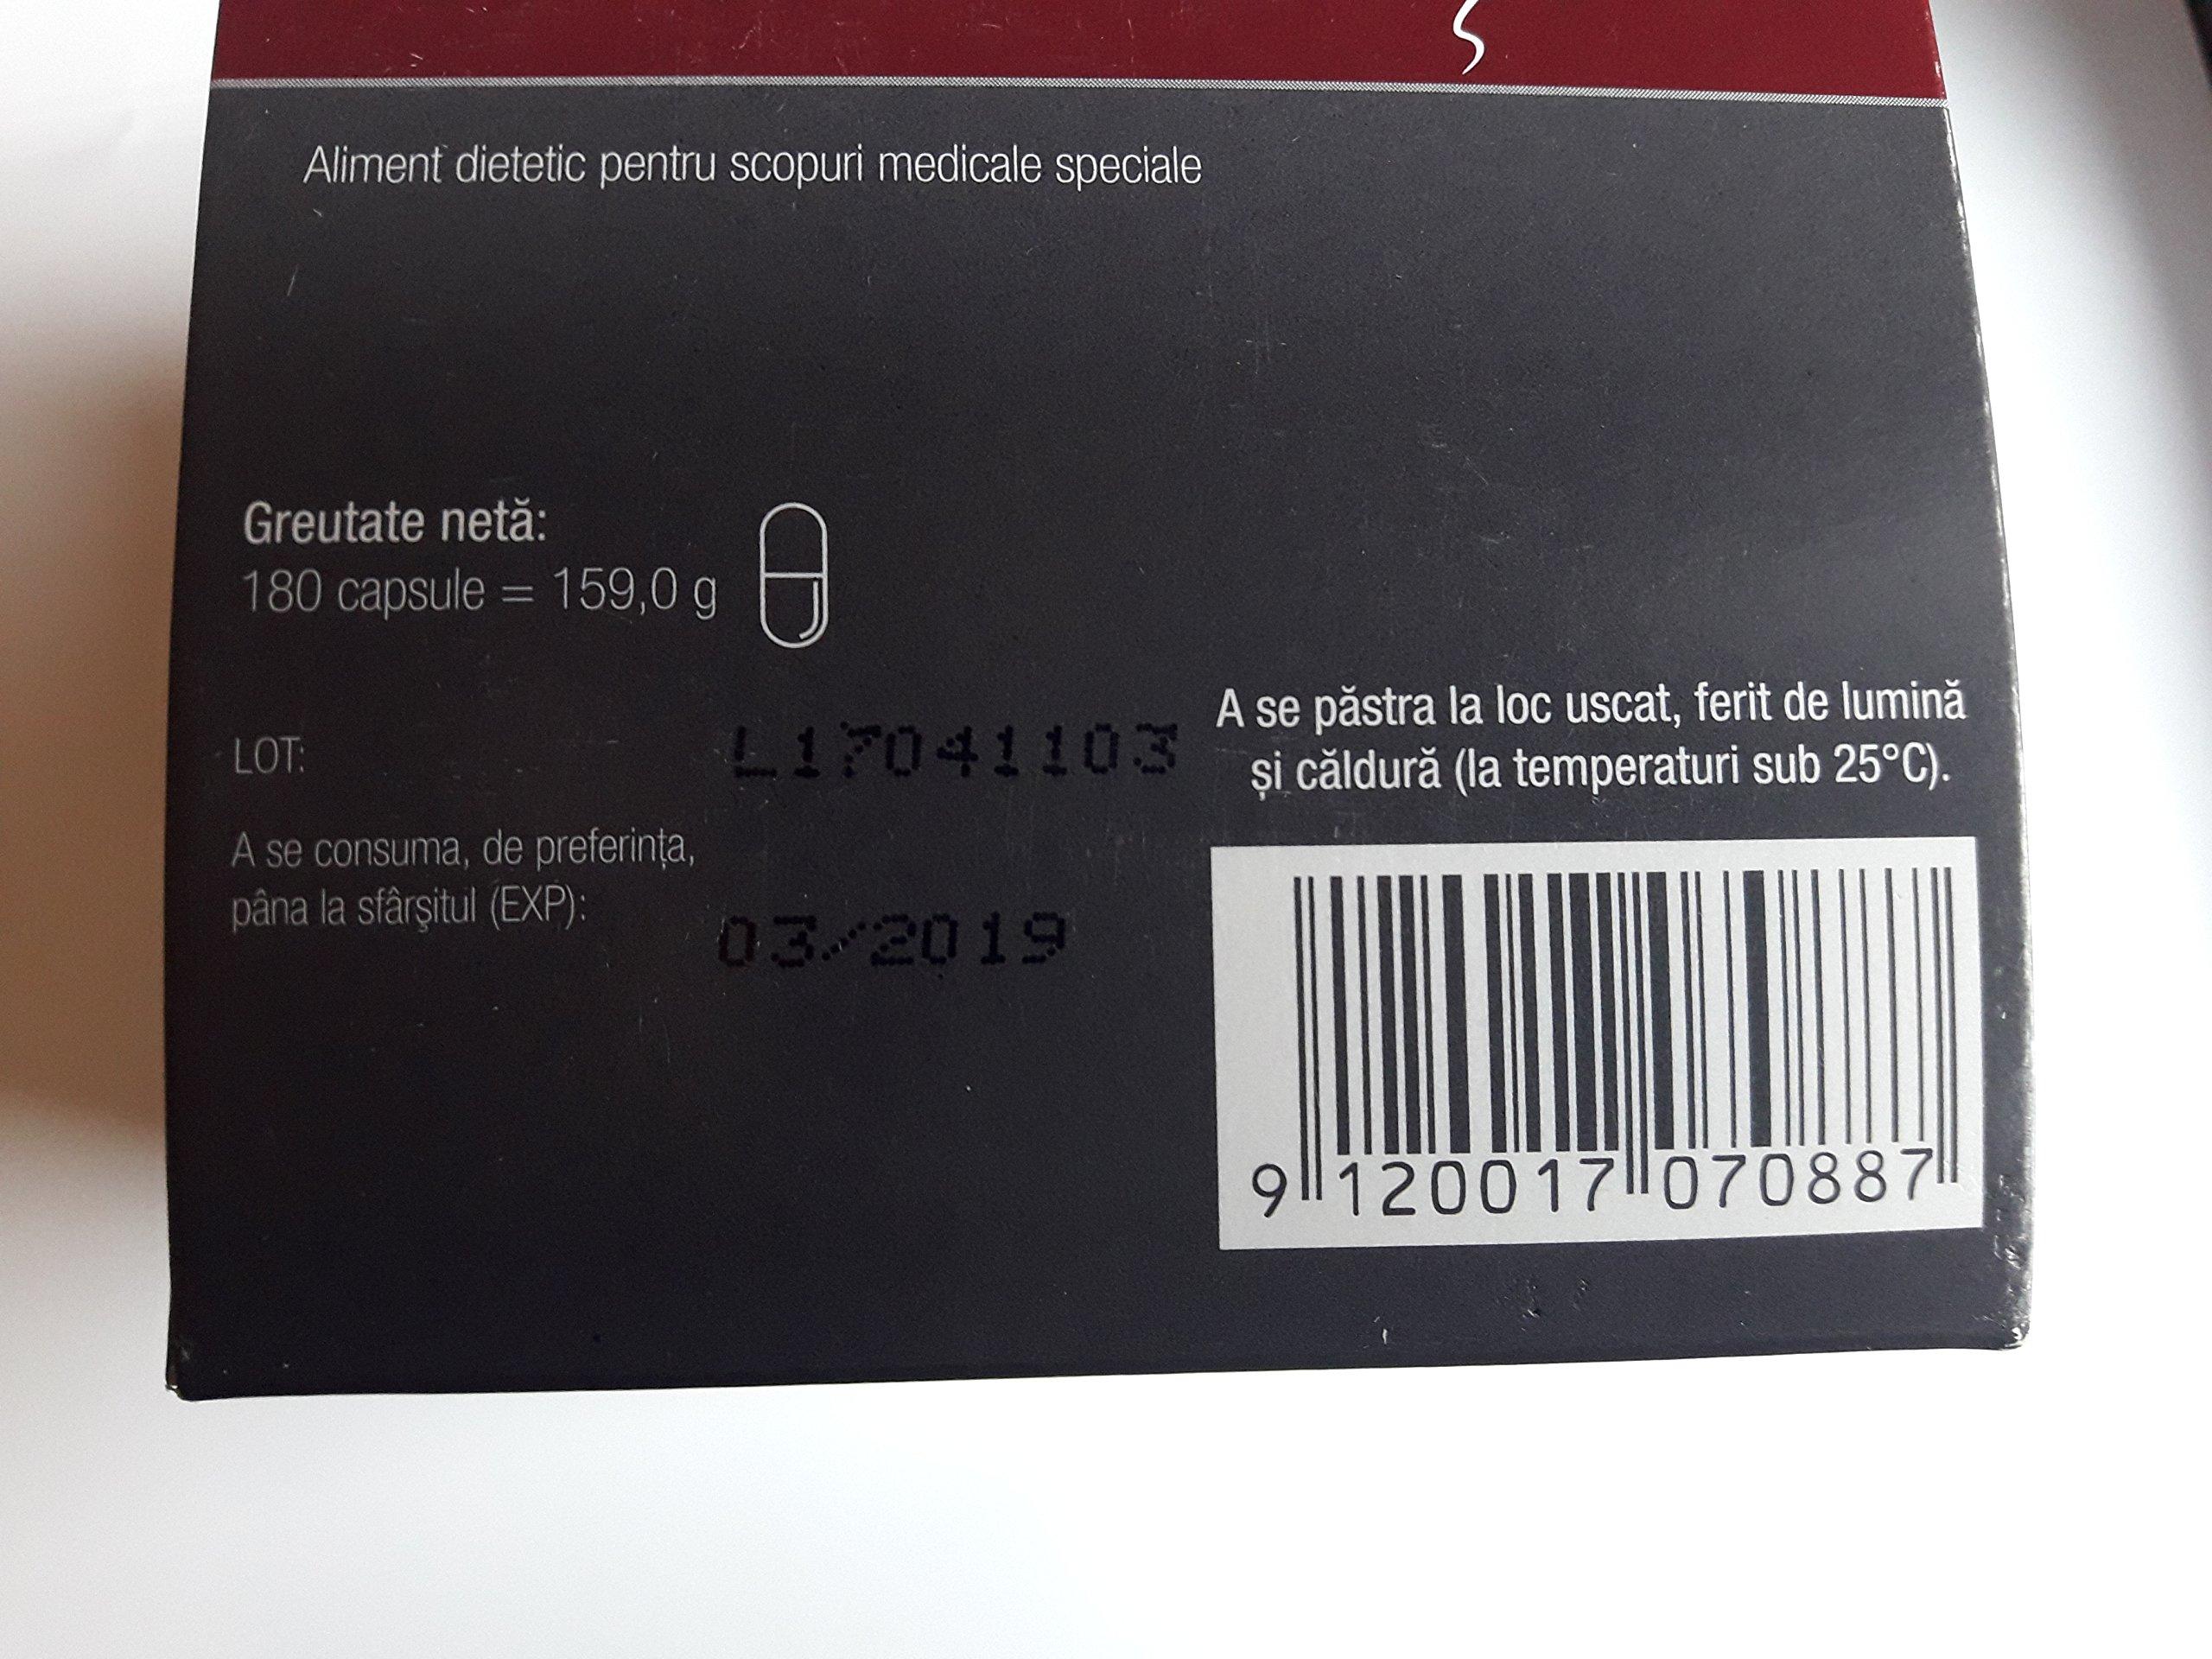 Aliment dietetic pentru scopuri medicale speciale
Greutate netă:
180 capsule = 159,0 g
LOT: L17041103
A se consuma, de preferința,
pâna la sfârşitul (EXP):
03/2019
A se păstra la loc uscat, ferit de lumină
și căldură (la temperaturi sub 25°C).
9 120017 070887